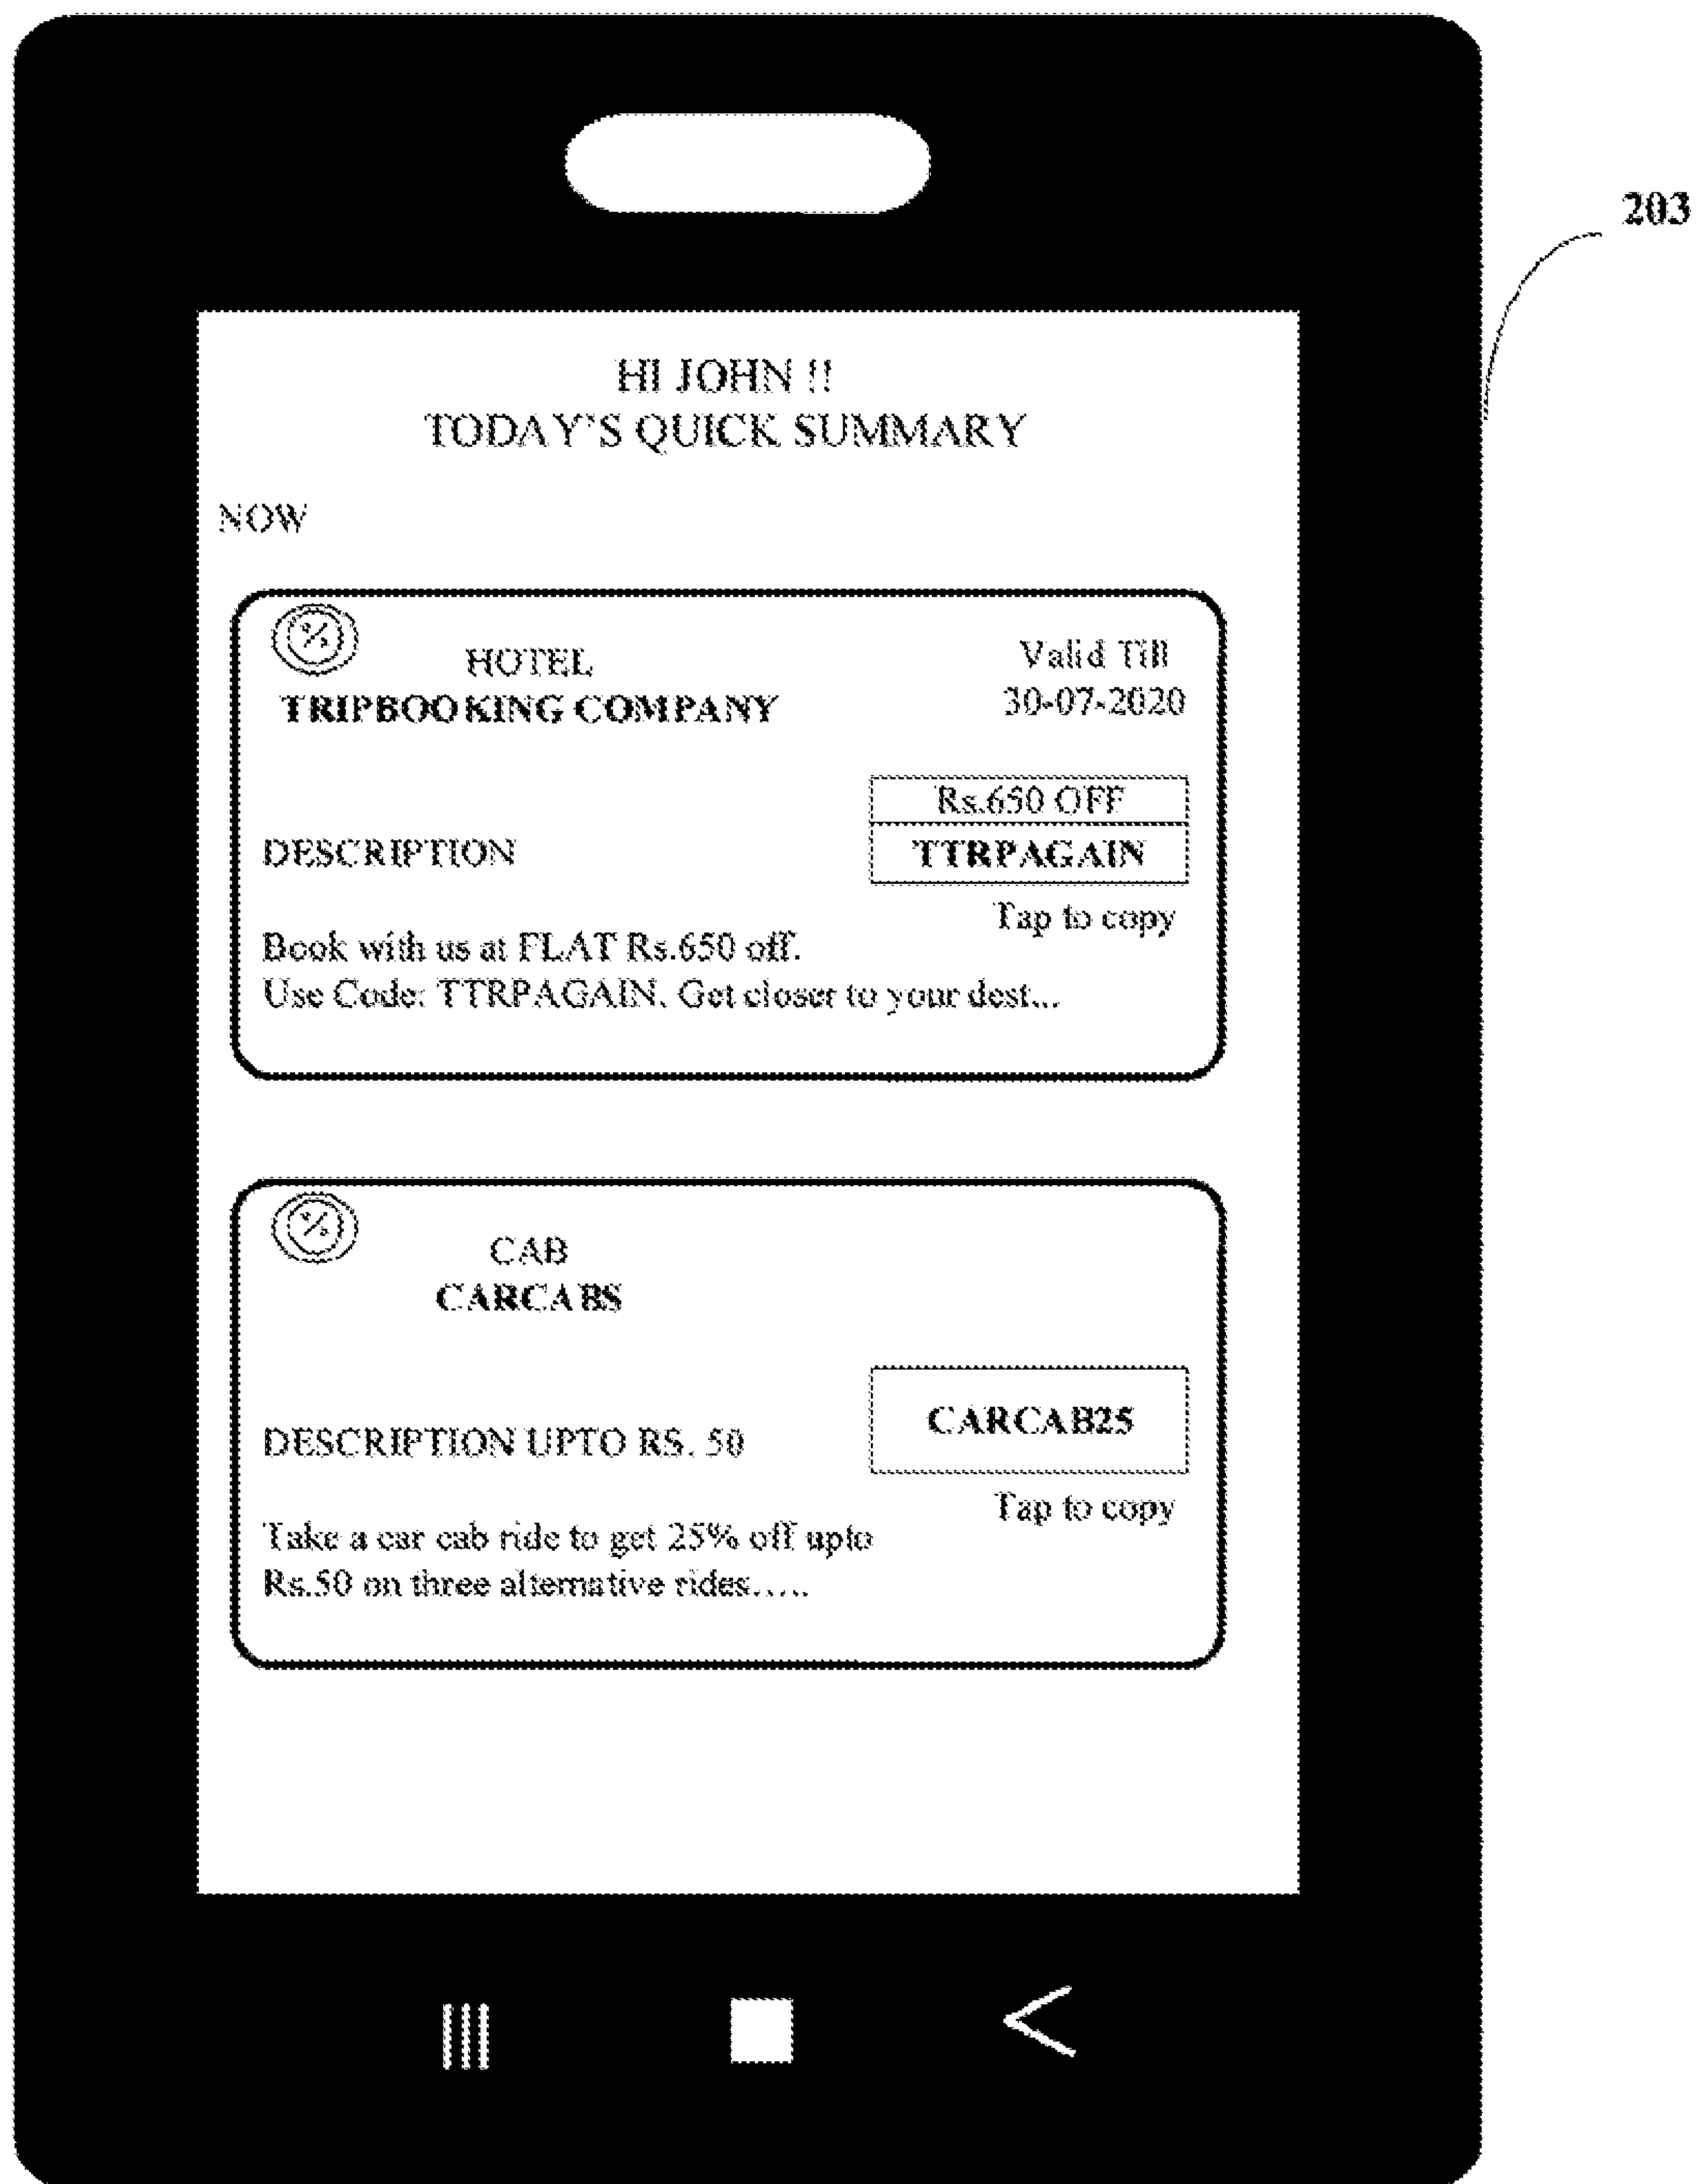 203
HI JOHN !!
TODAY'S QUICK SUMMARY
NOW
%
HOTEL
TRIPBOOKING COMPANY
Valid Till
30-07-2020
Rs.650 OFF
TTRPAGAIN
Tap to copy
DESCRIPTION
Book with us at FLAT Rs.650 off.
Use Code: TTRPAGAIN. Get closer to your dest...
%
CAB
CARCABS
CARCAB25
Tap to copy
DESCRIPTION UPTO RS. 50
Take a car cab ride to get 25% off upto
Rs.50 on three alternative rides.....